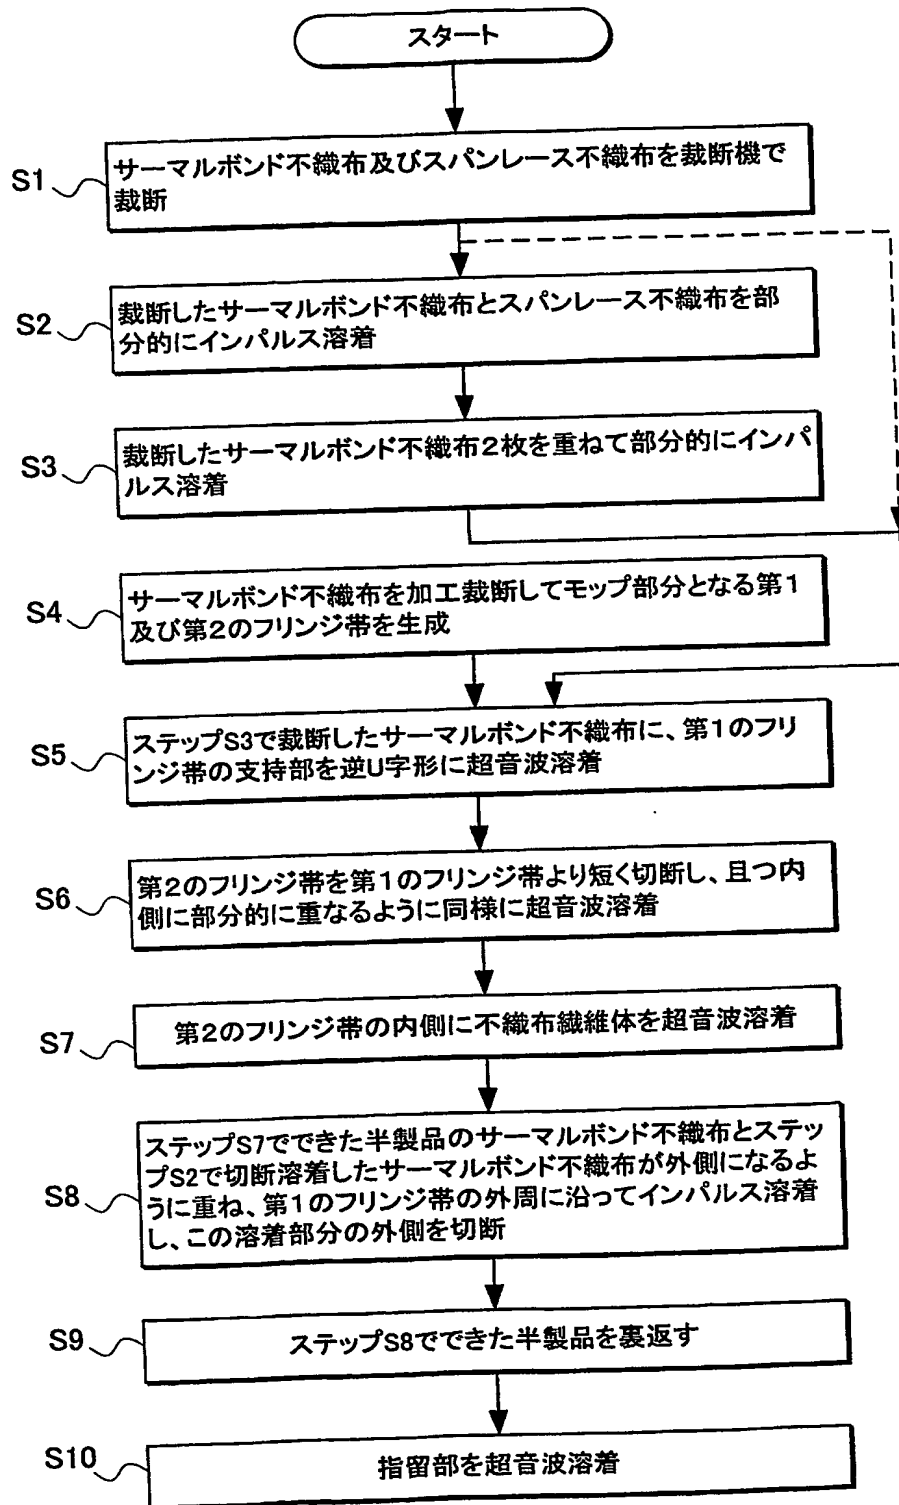 スタート
S1
サーマルボンド不織布及びスパンレース不織布を裁断機で
裁断
S2
裁断したサーマルボンド不織布とスパンレース不織布を部
分的にインパルス溶着
S3
裁断したサーマルボンド不織布2枚を重ねて部分的にインパ
ルス溶着
S4
サーマルボンド不織布を加工裁断してモップ部分となる第1
及び第2のフリンジ帯を生成
S5
ステップS3で裁断したサーマルボンド不織布に、第1のフリ
ンジ帯の支持部を逆U字形に超音波溶着
S6
第2のフリンジ帯を第1のフリンジ帯より短く切断し、且つ内
側に部分的に重なるように同様に超音波溶着
S7
第2のフリンジ帯の内側に不織布繊維体を超音波溶着
S8
ステップS7でできた半製品のサーマルボンド不織布とステッ
プS2で切断溶着したサーマルボンド不織布が外側になるよ
うに重ね、第1のフリンジ帯の外周に沿ってインパルス溶着
し、この溶着部分の外側を切断
S9
ステップS8でできた半製品を裏返す
S10
指留部を超音波溶着